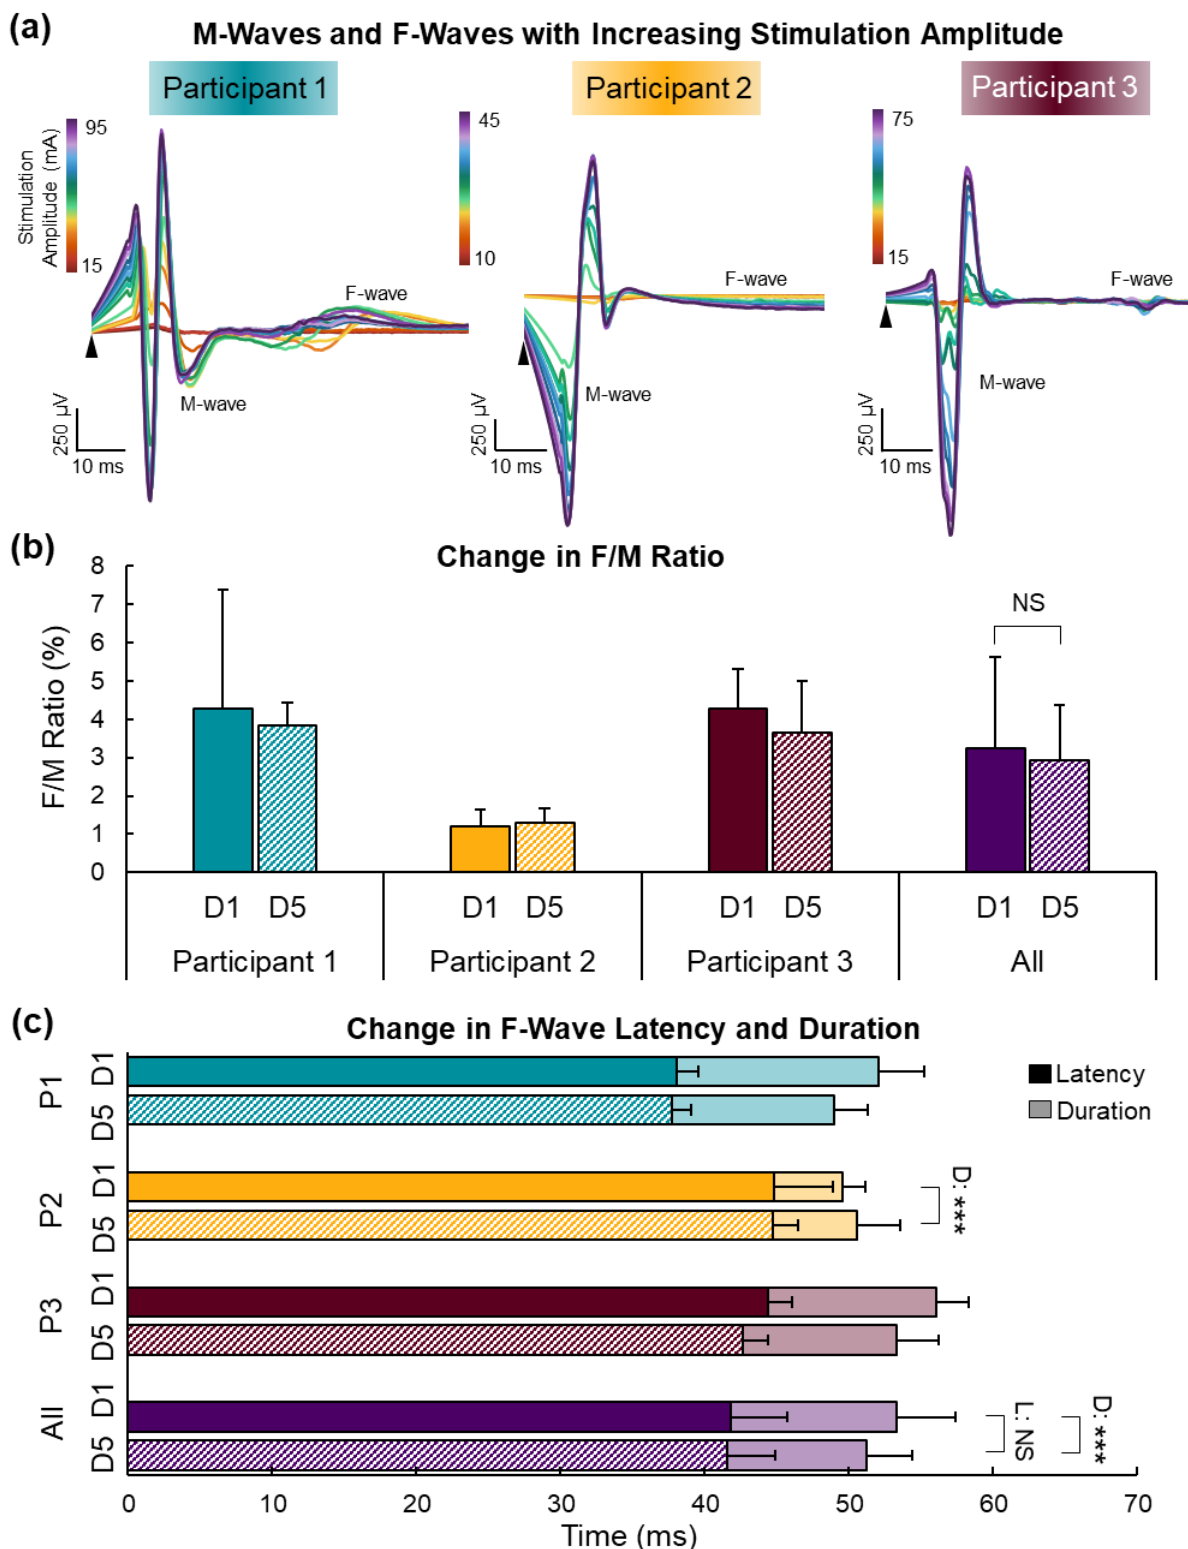 (a)
M-Waves and F-Waves with Increasing Stimulation Amplitude
Participant 1
Participant 2
Participant 3
Stimulation
Amplitude (mA)
95
15
F-wave
M-wave
250 µV
10 ms
45
10
F-wave
M-wave
250 µV
10 ms
75
15
F-wave
M-wave
250 µV
10 ms
(b)
Change in F/M Ratio
F/M Ratio (%)
8
7
6
5
4
3
2
1
0
NS
D1 D5 D1 D5 D1 D5 D1 D5
Participant 1 Participant 2 Participant 3 All
(c)
Change in F-Wave Latency and Duration
Latency
Duration
P1
D1
D5
P2
D1
D5
D: ***
P3
D1
D5
All
D1
D5
L: NS
D: ***
0 10 20 30 40 50 60 70
Time (ms)